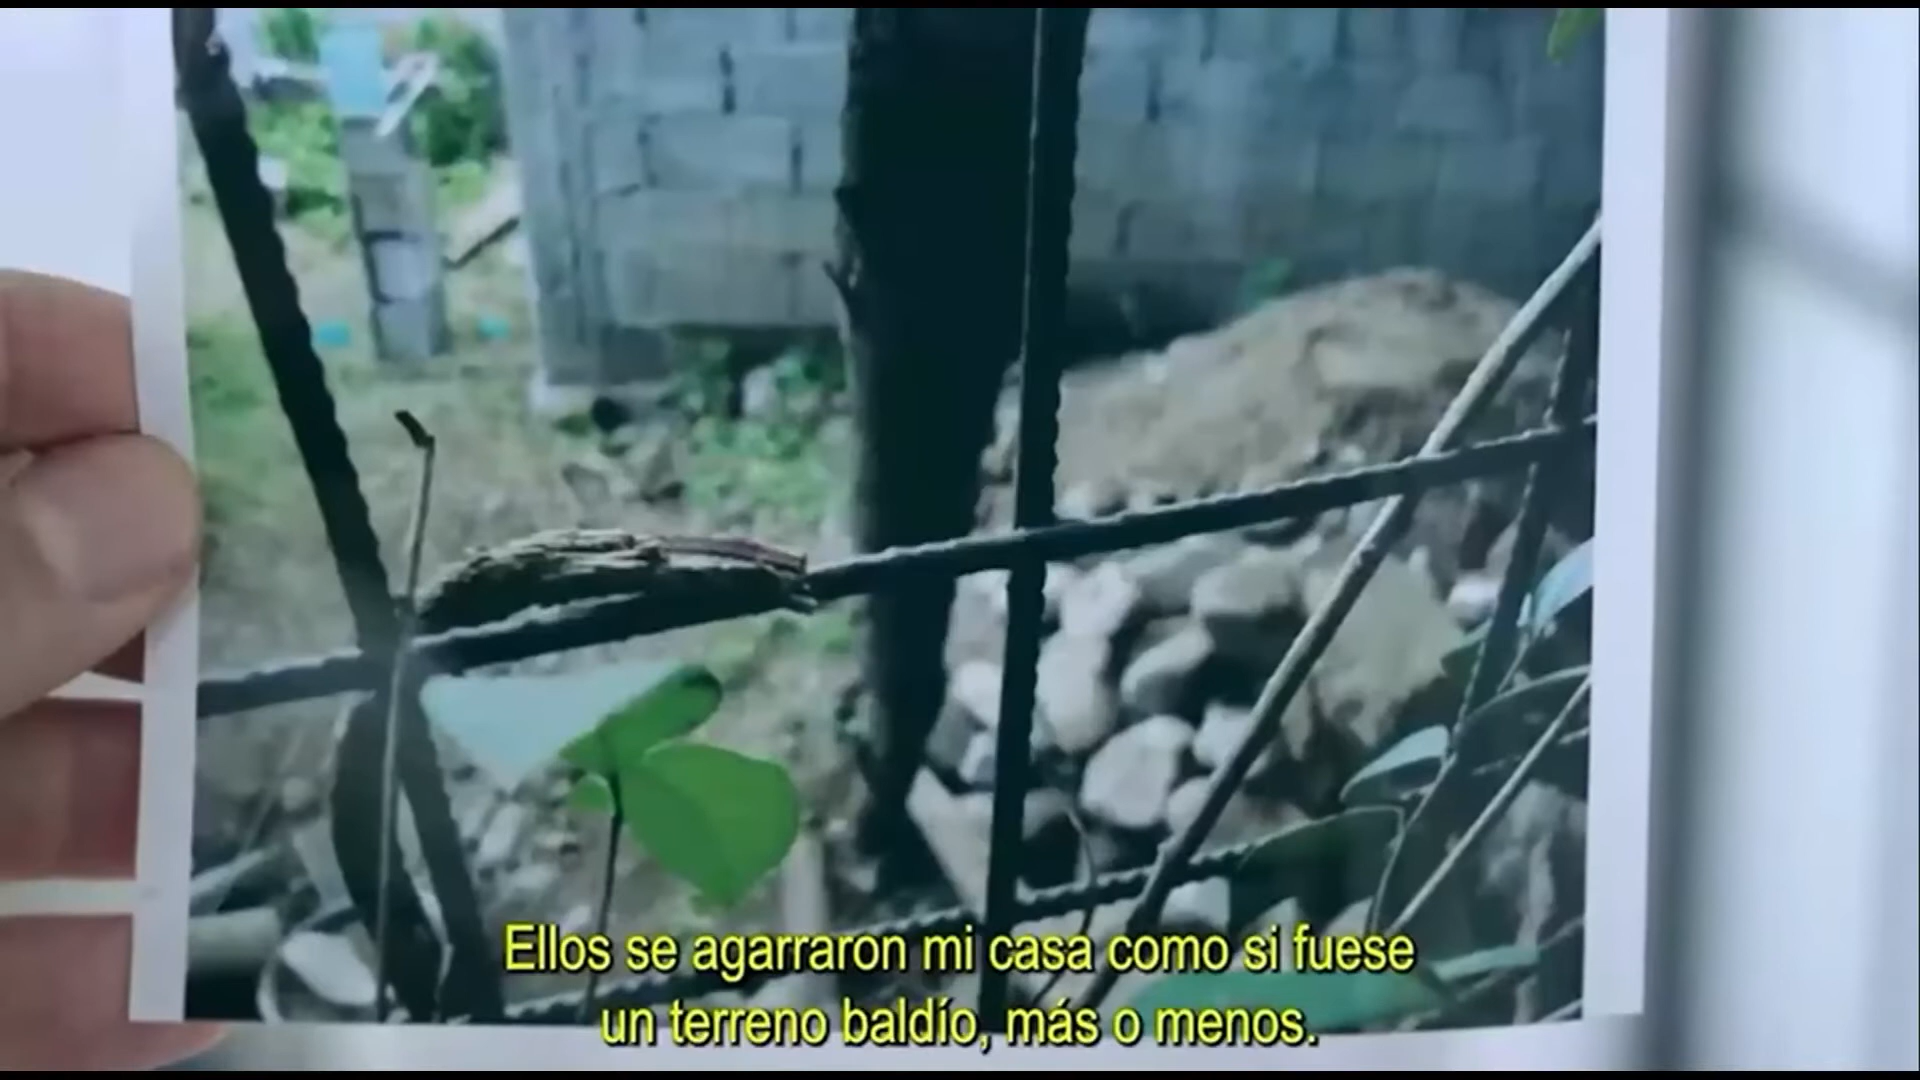 Ellos se agarraron mi casa como si fuese
un terreno baldío, más o menos.